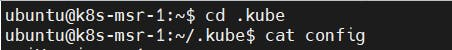 ubuntu@k8s-msr-1:~$ cd .kube
ubuntu@k8s-msr-1:~/.kube$ cat config